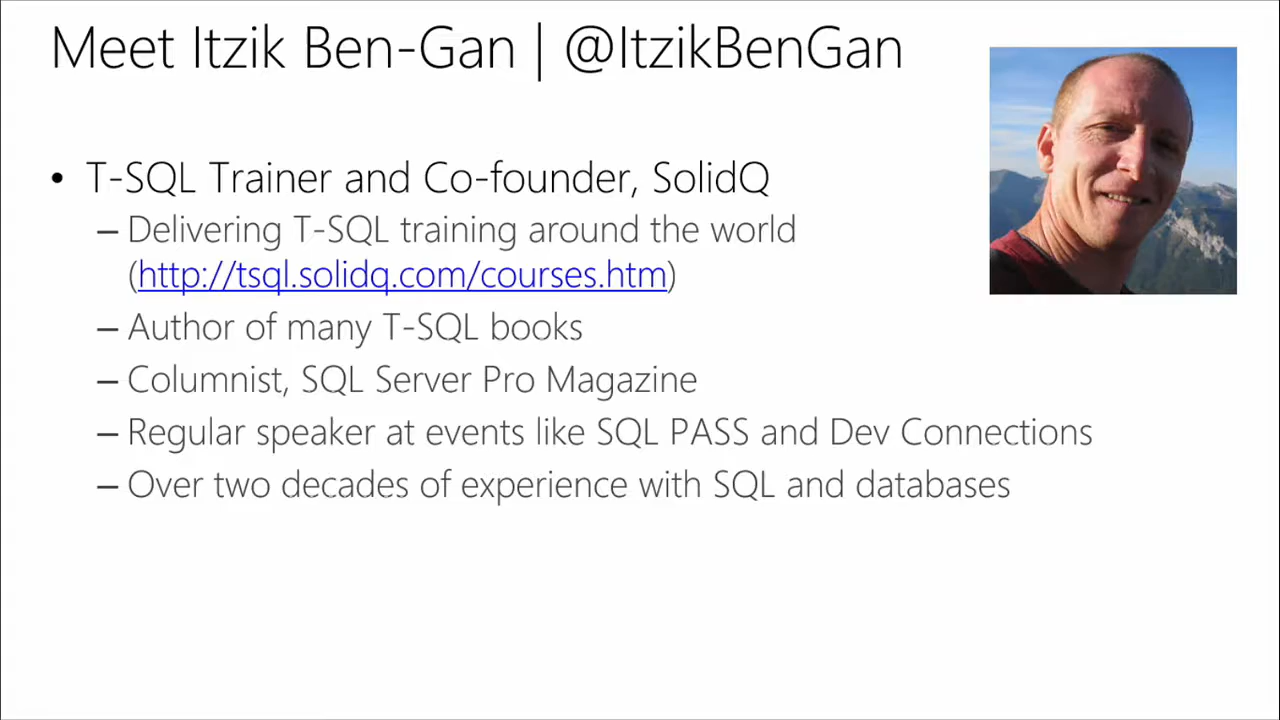 Meet Itzik Ben-Gan | @ItzikBenGan
• T-SQL Trainer and Co-founder, SolidQ
– Delivering T-SQL training around the world
(http://tsql.solidq.com/courses.htm)
– Author of many T-SQL books
– Columnist, SQL Server Pro Magazine
– Regular speaker at events like SQL PASS and Dev Connections
– Over two decades of experience with SQL and databases